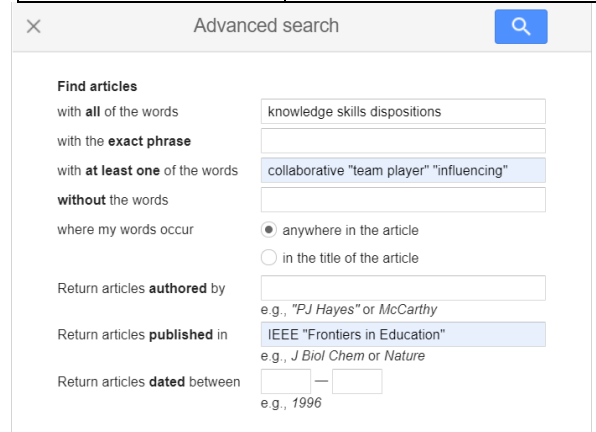 Advanced search
Find articles
with all of the words knowledge skills dispositions
with the exact phrase
with at least one of the words collaborative "team player" "influencing"
without the words
where my words occur anywhere in the article
in the title of the article
Return articles authored by
e.g., "PJ Hayes" or McCarthy
Return articles published in IEEE "Frontiers in Education"
e.g., J Biol Chem or Nature
Return articles dated between —
e.g., 1996